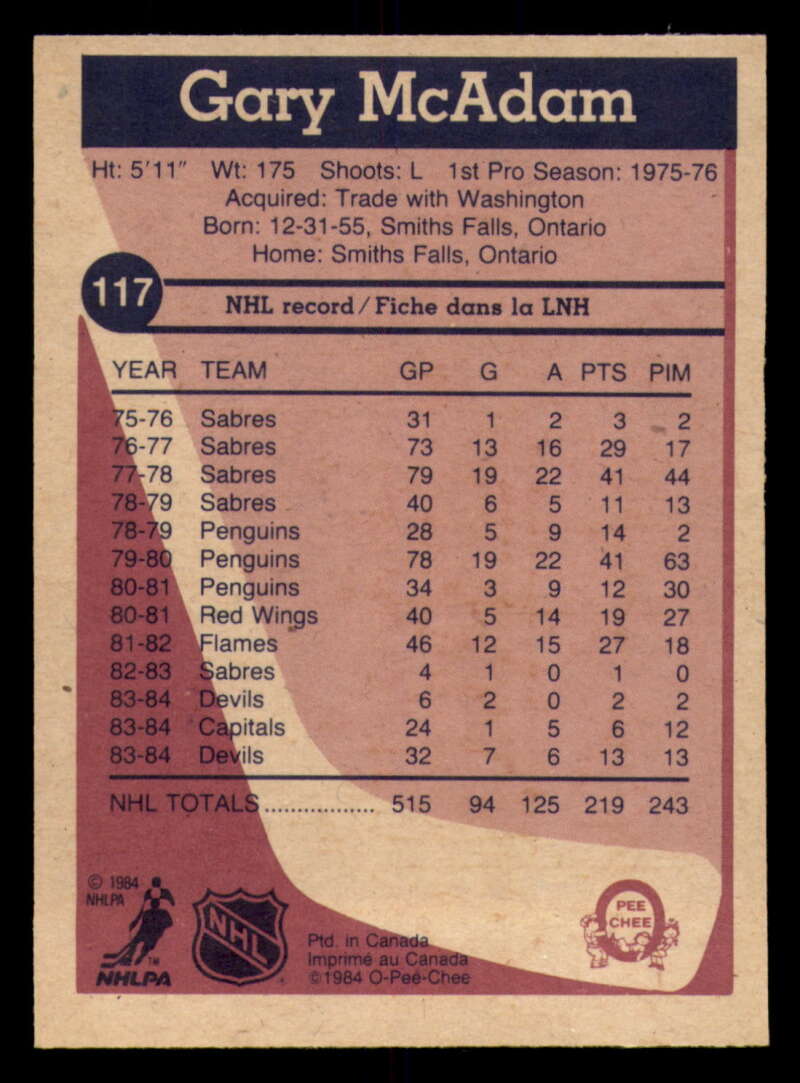 Gary McAdam
Ht: 5'11" Wt: 175 Shoots: L 1st Pro Season: 1975-76
Acquired: Trade with Washington
Born: 12-31-55, Smiths Falls, Ontario
Home: Smiths Falls, Ontario
117
NHL record/Fiche dans la LNH
YEAR TEAM GP G A PTS PIM
75-76 Sabres 31 1 2 3 2
76-77 Sabres 73 13 16 29 17
77-78 Sabres 79 19 22 41 44
78-79 Sabres 40 6 5 11 13
78-79 Penguins 28 5 9 14 2
79-80 Penguins 78 19 22 41 63
80-81 Penguins 34 3 9 12 30
80-81 Red Wings 40 5 14 19 27
81-82 Flames 46 12 15 27 18
82-83 Sabres 4 1 0 1 0
83-84 Devils 6 2 0 2 2
83-84 Capitals 24 1 5 6 12
83-84 Devils 32 7 6 13 13
NHL TOTALS................. 515 94 125 219 243
© 1984
NHLPA
TM
NHLPA
NHL
Ptd. in Canada
Imprimé au Canada
©1984 O-Pee-Chee
O
PEE
CHEE